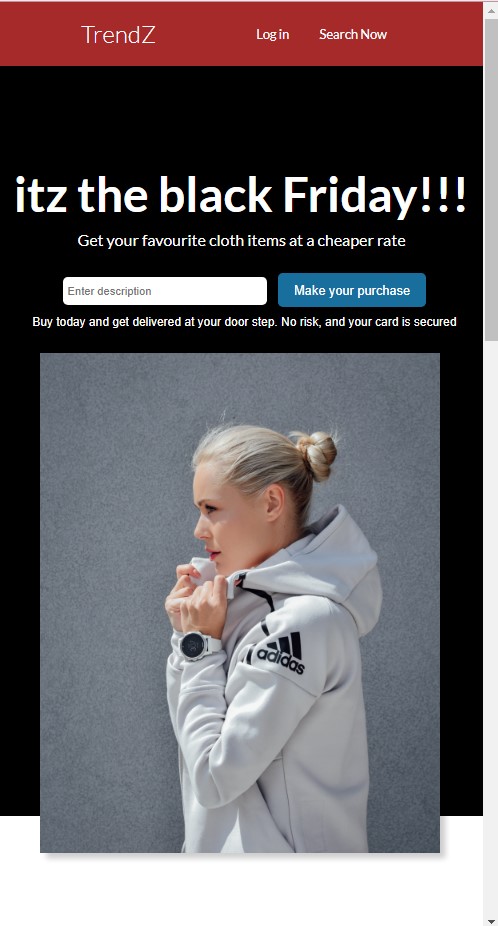 TrendZ
Log in Search Now
itz the black Friday!!!
Get your favourite cloth items at a cheaper rate
Enter description Make your purchase
Buy today and get delivered at your door step. No risk, and your card is secured
adidas